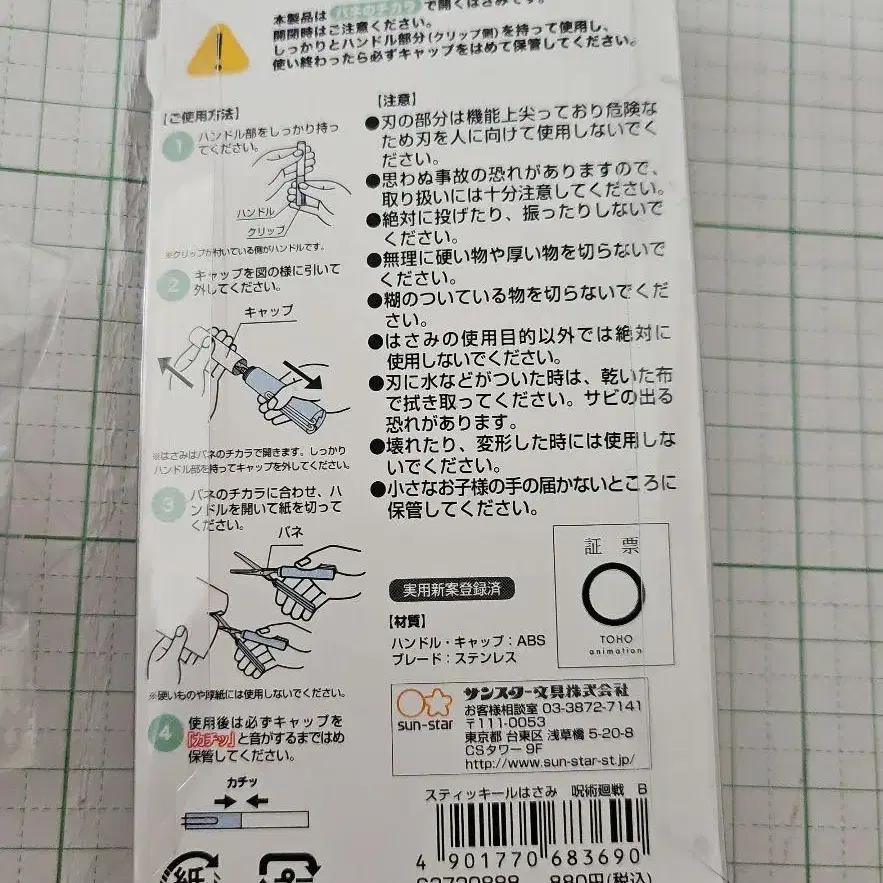 本製品は バネのチカラ で開くはさみです。
開閉時はご注意ください。
しっかりとハンドル部分(クリップ側)を持って使用し、
使い終わったら必ずキャップをはめて保管してください。
【ご使用方法】
1 ハンドル部をしっかり持っ
てください。
ハンドル
クリップ
※クリップが付いている側がハンドルです。
2 キャップを図の様に引いて
外してください。
キャップ
※はさみはバネのチカラで開きます。しっかり
ハンドル部を持ってキャップを外してください。
3 バネのチカラに合わせ、ハ
ンドルを開いて紙を切って
ください。
バネ
※硬いものや厚紙には使用しないでください。
4 使用後は必ずキャップを
「カチッ」と音がするまではめ
保管してください。
カチッ
紙
プ
【注意】
●刃の部分は機能上尖っており危険な
ため刃を人に向けて使用しないでく
ださい。
●思わぬ事故の恐れがありますので、
取り扱いには十分注意してください。
●絶対に投げたり、振ったりしないで
ください。
●無理に硬い物や厚い物を切らないで
ください。
●糊のついている物を切らないでくだ
さい。
●はさみの使用目的以外では絶対に
使用しないでください。
●刃に水などがついた時は、乾いた布
で拭き取ってください。サビの出る
恐れがあります。
●壊れたり、変形した時には使用しな
いでください。
●小さなお子様の手の届かないところに
保管してください。
証 票
TOHO
animation
実用新案登録済
【材質】
ハンドル・キャップ：ABS
ブレード：ステンレス
sun-star
サンスター文具株式会社
お客様相談室 03-3872-7141
〒111-0053
東京都 台東区 浅草橋 5-20-8
CSタワー 9F
http://www.sun-star-st.jp/
スティッキールはさみ 呪術廻戦 B
4 901770 683690
S3720888 880円(税込)